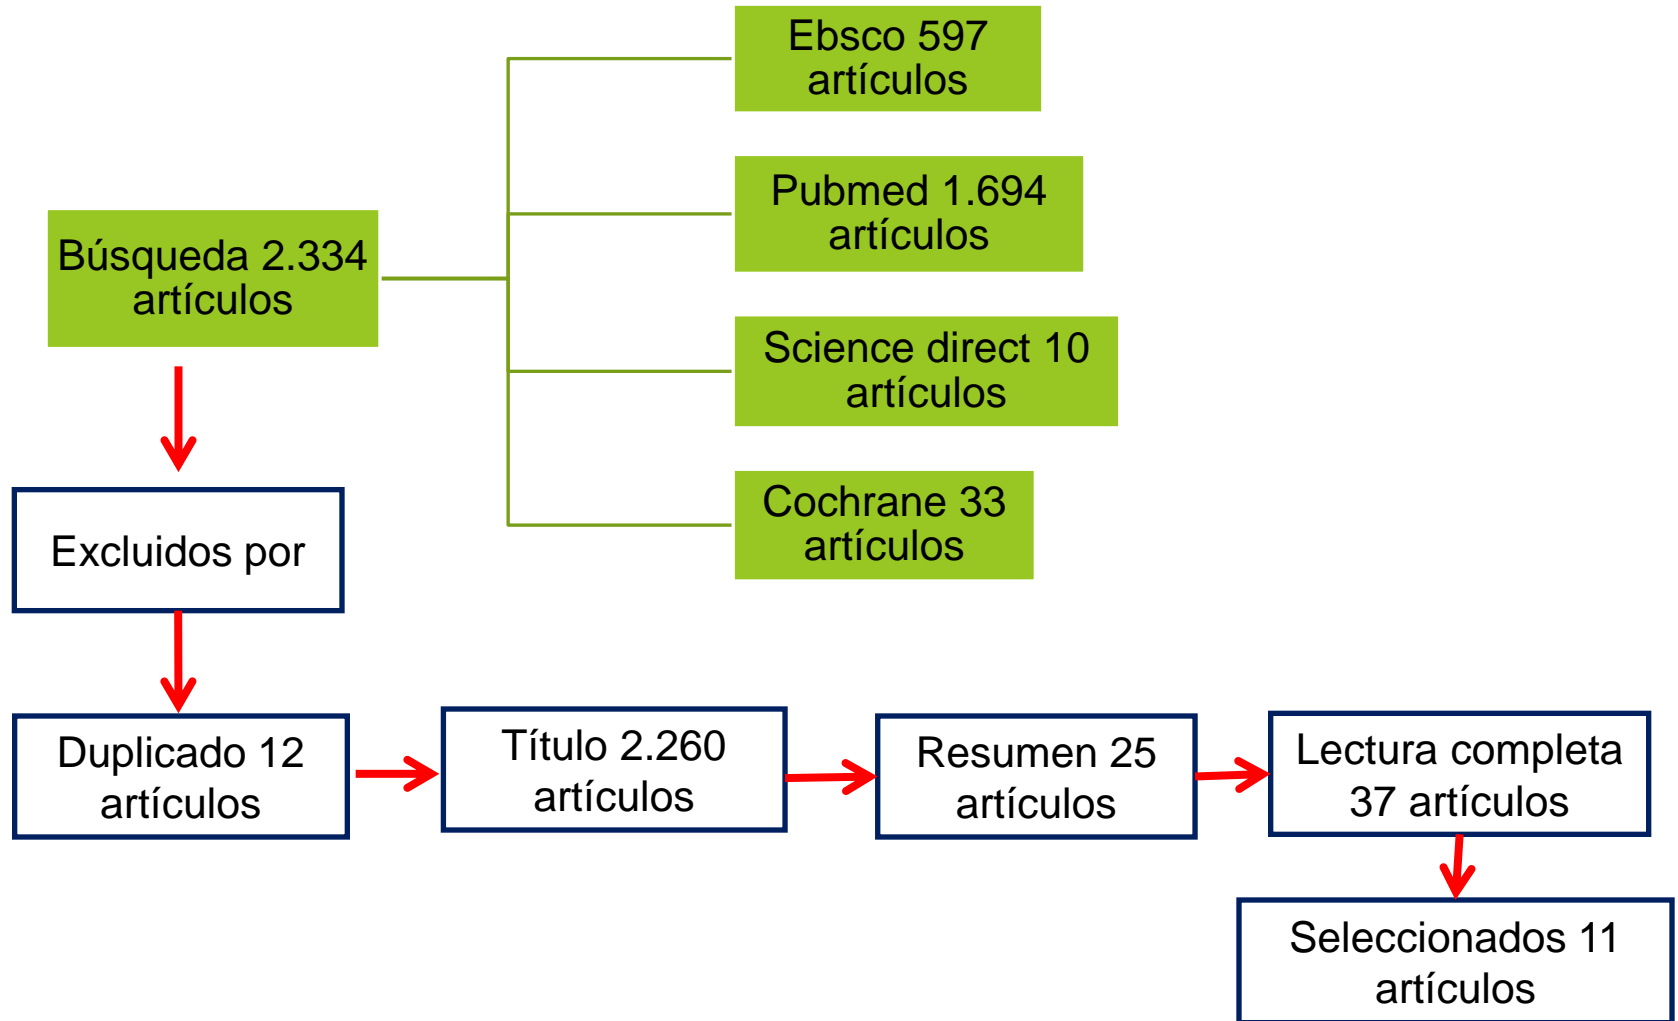 Ebsco 597
artículos
Pubmed 1.694
artículos
Búsqueda 2.334
artículos
Science direct 10
artículos
Cochrane 33
artículos
Excluidos por
Duplicado 12
artículos
Título 2.260
artículos
Resumen 25
artículos
Lectura completa
37 artículos
Seleccionados 11
artículos